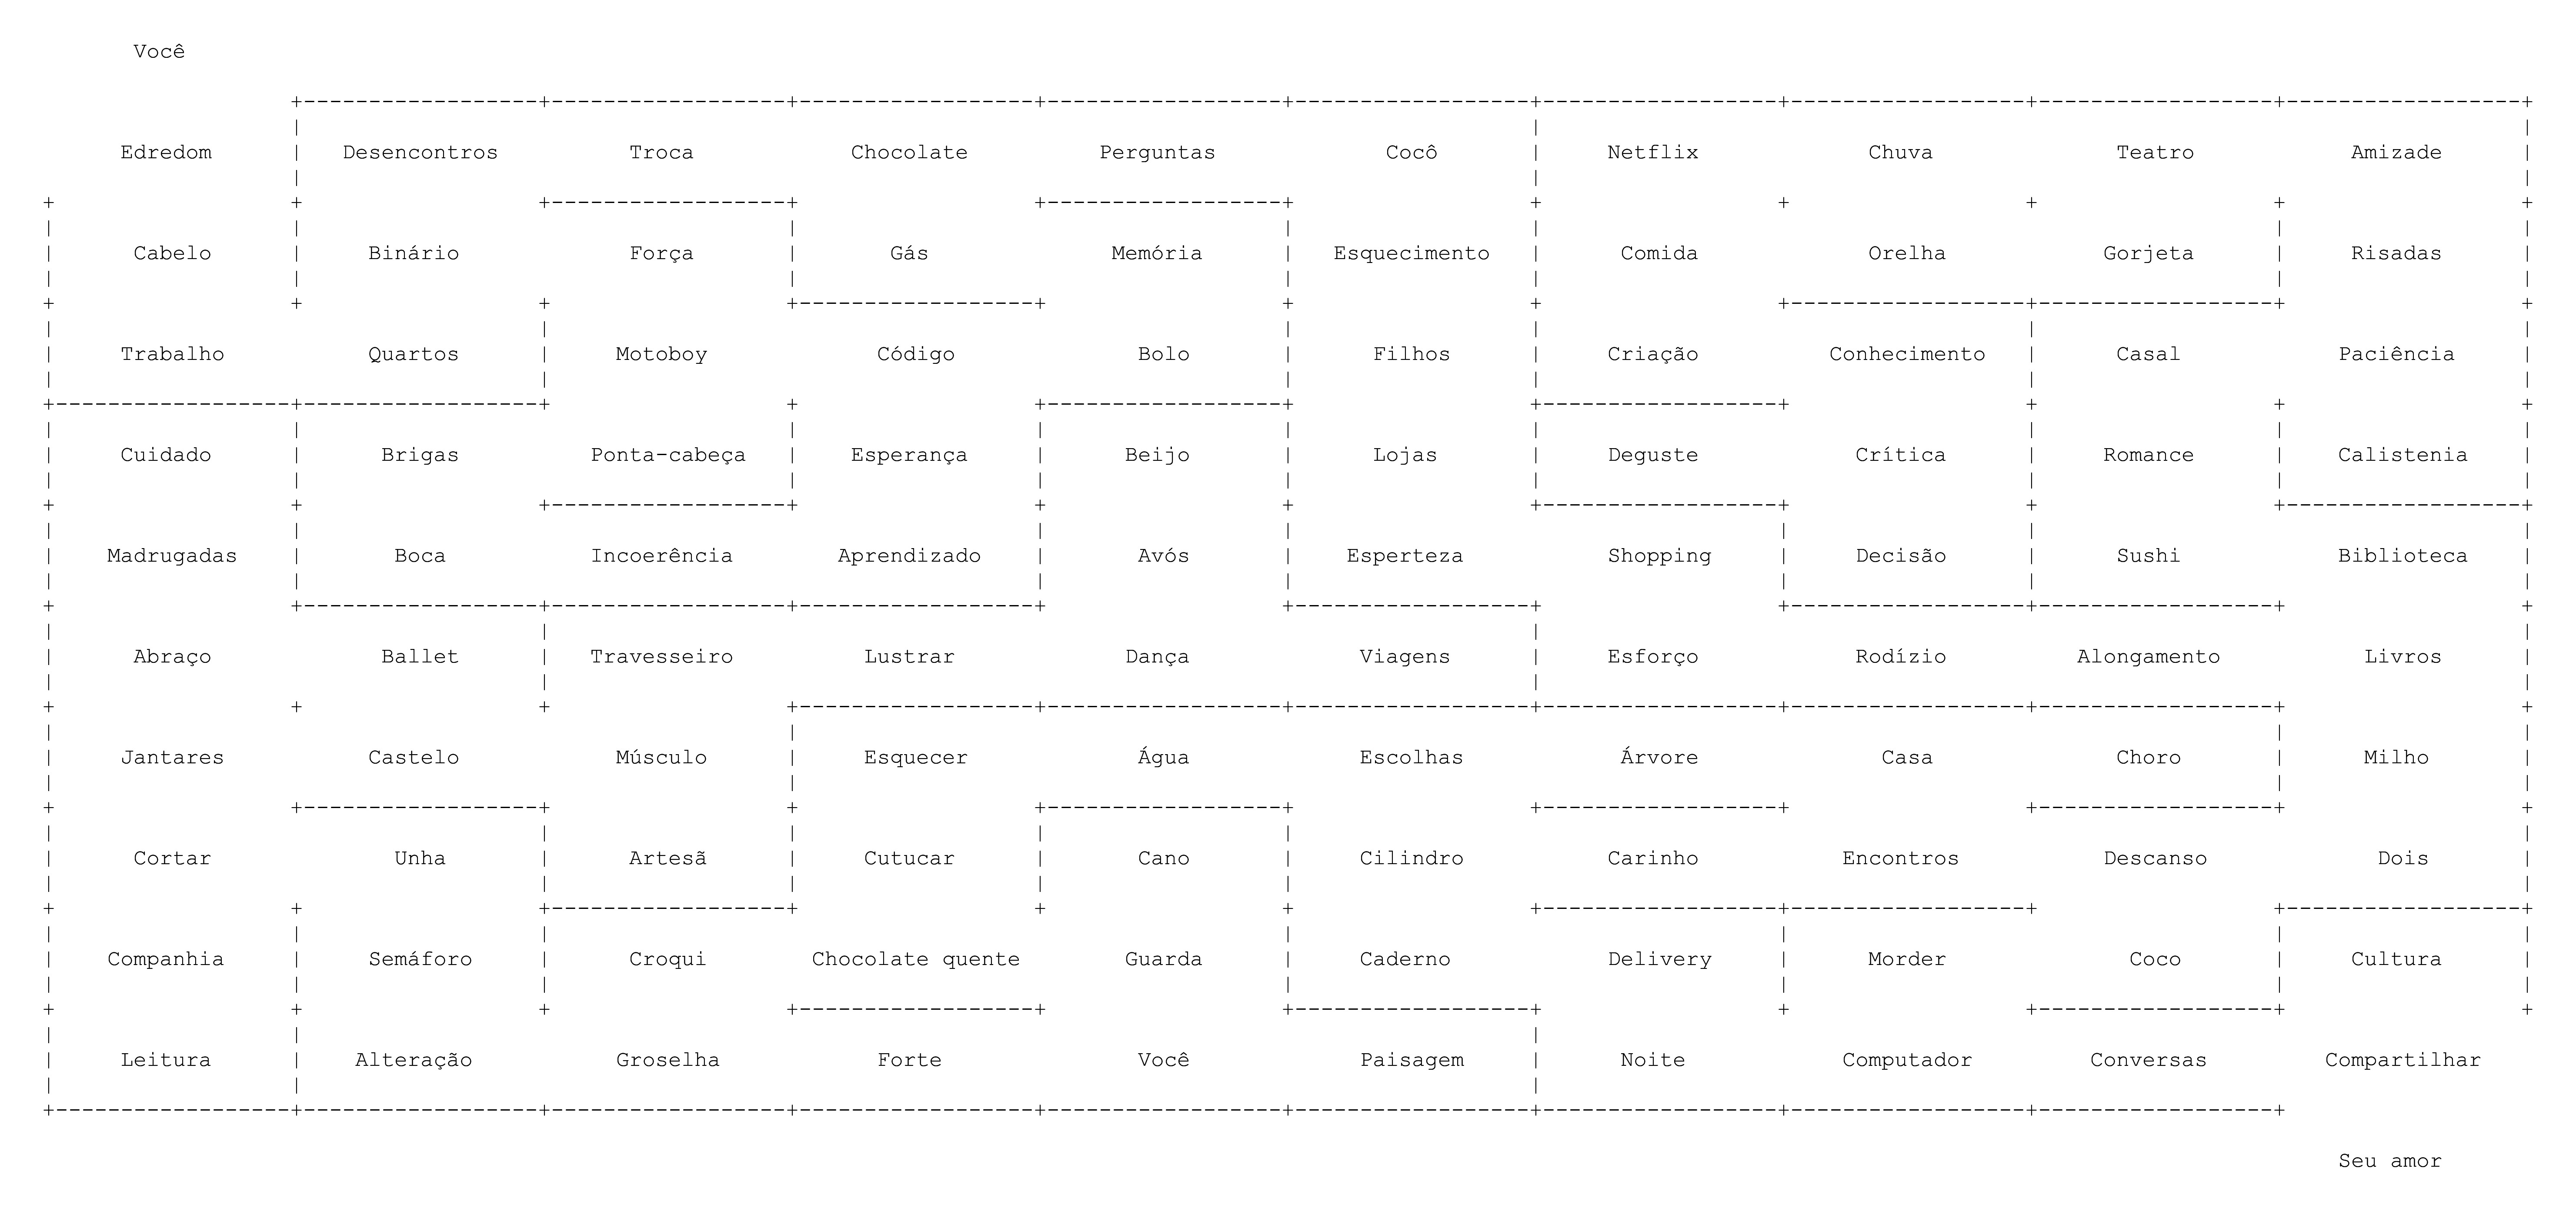 Você
Edredom Desencontros Troca Chocolate Perguntas Cocô Netflix Chuva Teatro Amizade
Cabelo Binário Força Gás Memória Esquecimento Comida Orelha Gorjeta Risadas
Trabalho Quartos Motoboy Código Bolo Filhos Criação Conhecimento Casal Paciência
Cuidado Brigas Ponta-cabeça Esperança Beijo Lojas Deguste Crítica Romance Calistenia
Madrugadas Boca Incoerência Aprendizado Avós Esperteza Shopping Decisão Sushi Biblioteca
Abraço Ballet Travesseiro Lustrar Dança Viagens Esforço Rodízio Alongamento Livros
Jantares Castelo Músculo Esquecer Água Escolhas Árvore Casa Choro Milho
Cortar Unha Artesã Cutucar Cano Cilindro Carinho Encontros Descanso Dois
Companhia Semáforo Croqui Chocolate quente Guarda Caderno Delivery Morder Coco Cultura
Leitura Alteração Groselha Forte Você Paisagem Noite Computador Conversas Compartilhar
Seu amor